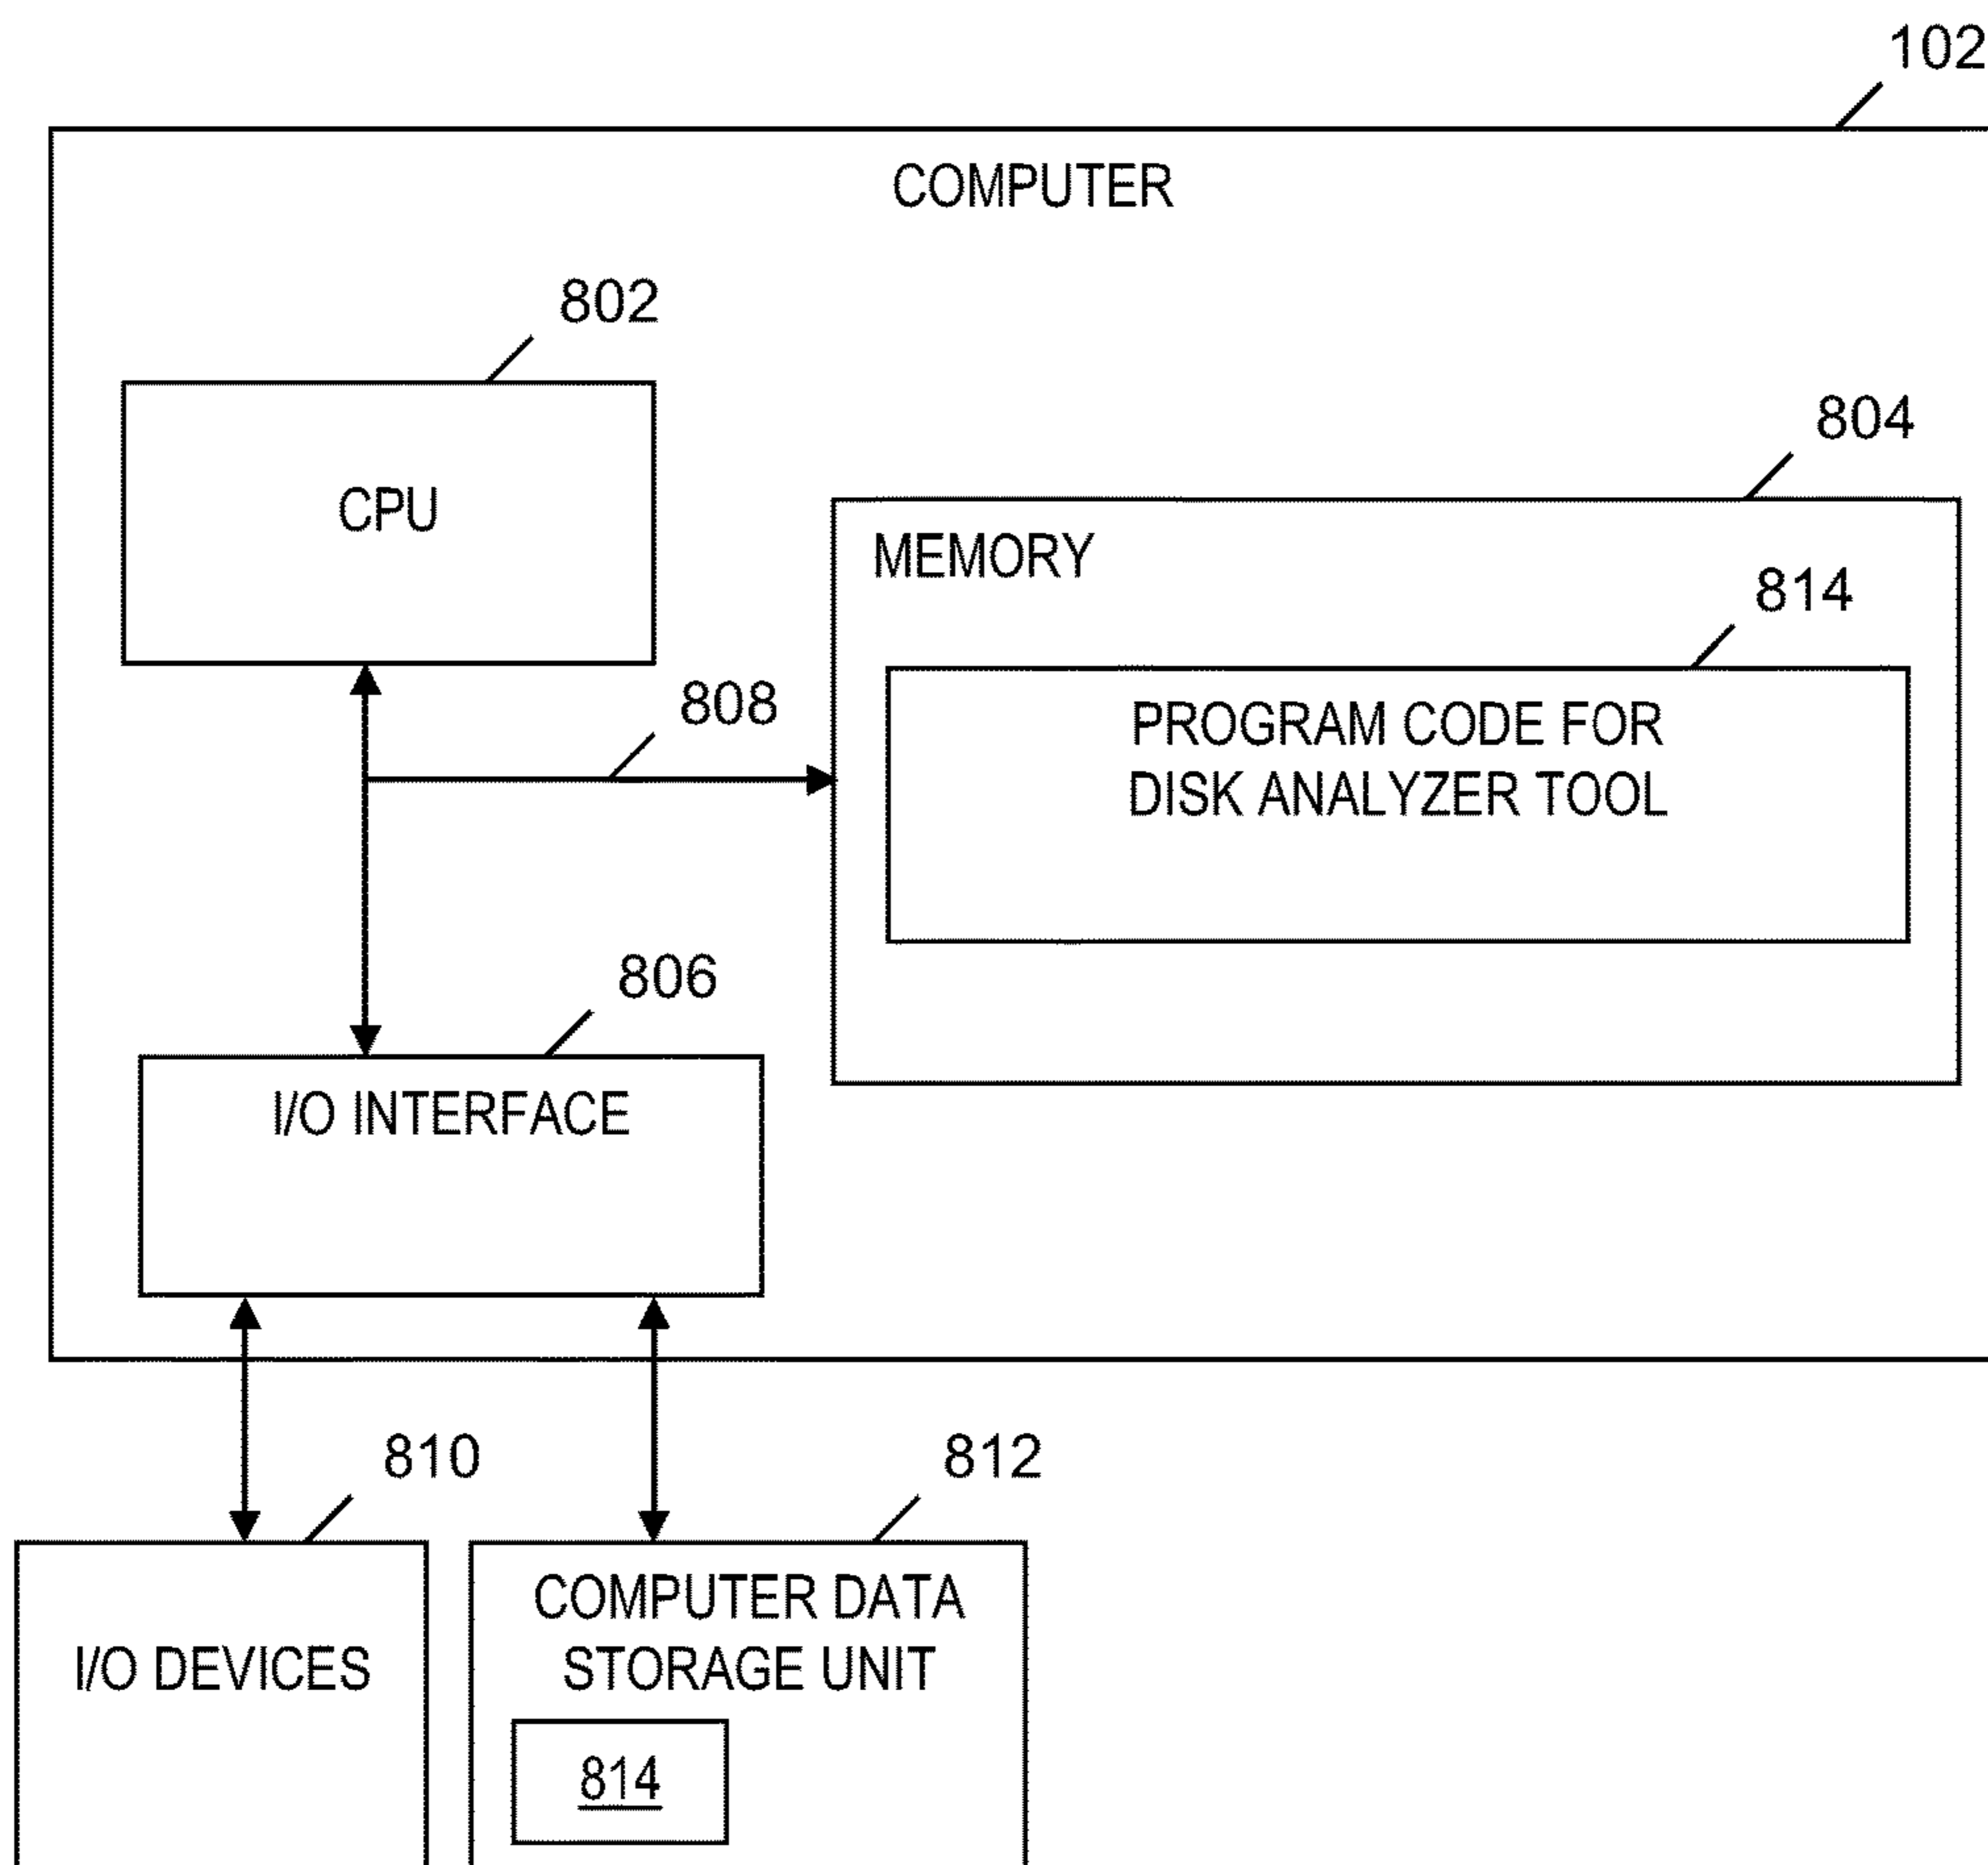 102
COMPUTER
802
CPU
804
MEMORY
814
PROGRAM CODE FOR
DISK ANALYZER TOOL
808
806
I/O INTERFACE
810
I/O DEVICES
812
COMPUTER DATA
STORAGE UNIT
814